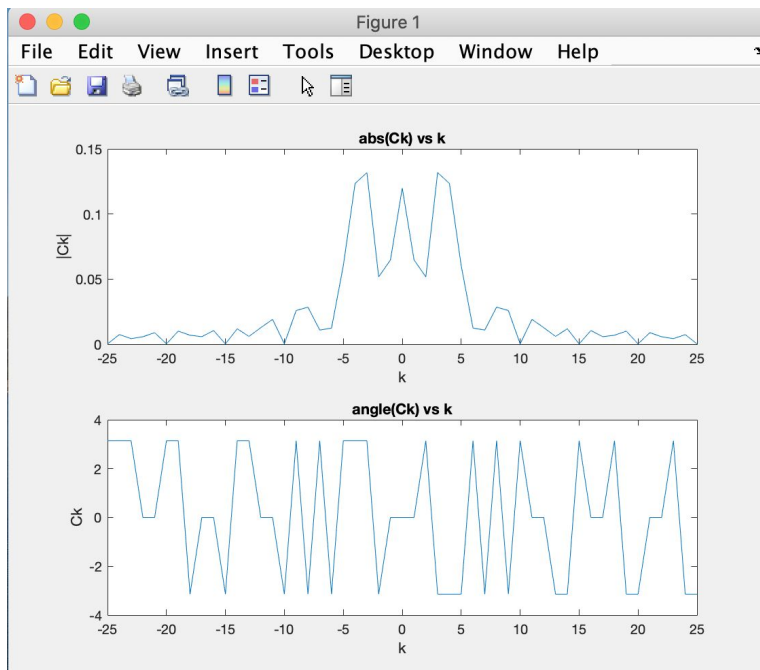 Figure 1
File Edit View Insert Tools Desktop Window Help
abs(Ck) vs k
0.15
0.1
0.05
0
|Ck|
-25 -20 -15 -10 -5 0 5 10 15 20 25
k
angle(Ck) vs k
4
2
0
-2
-4
Ck
-25 -20 -15 -10 -5 0 5 10 15 20 25
k